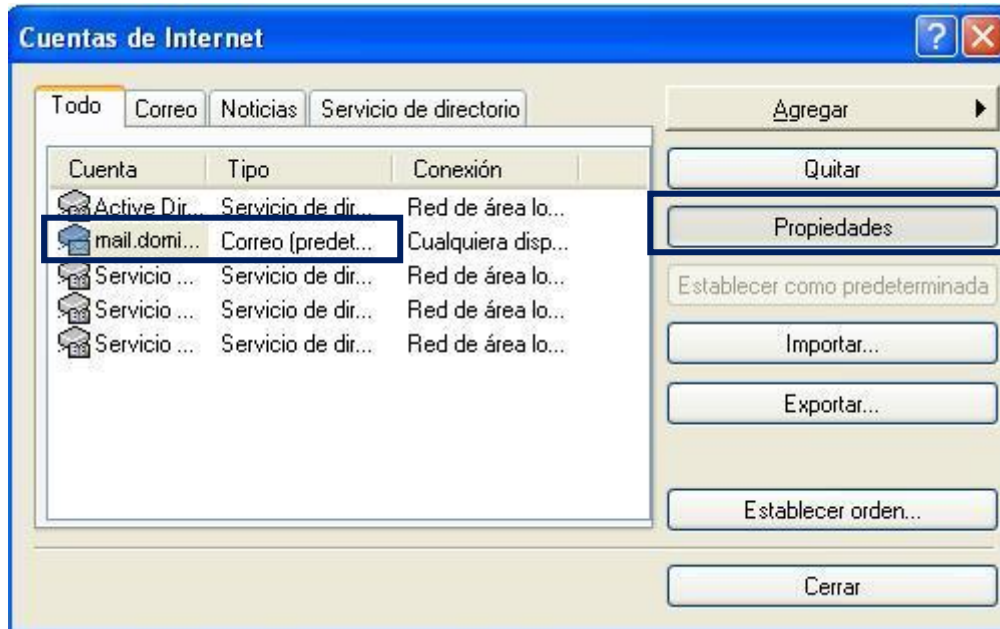 Cuentas de Internet
Todo Correo Noticias Servicio de directorio
Cuenta Tipo Conexión
Active Dir... Servicio de dir... Red de área lo...
mail.domi... Correo (predet... Cualquiera disp...
Servicio ... Servicio de dir... Red de área lo...
Servicio ... Servicio de dir... Red de área lo...
Servicio ... Servicio de dir... Red de área lo...
Agregar
Quitar
Propiedades
Establecer como predeterminada
Importar...
Exportar...
Establecer orden...
Cerrar